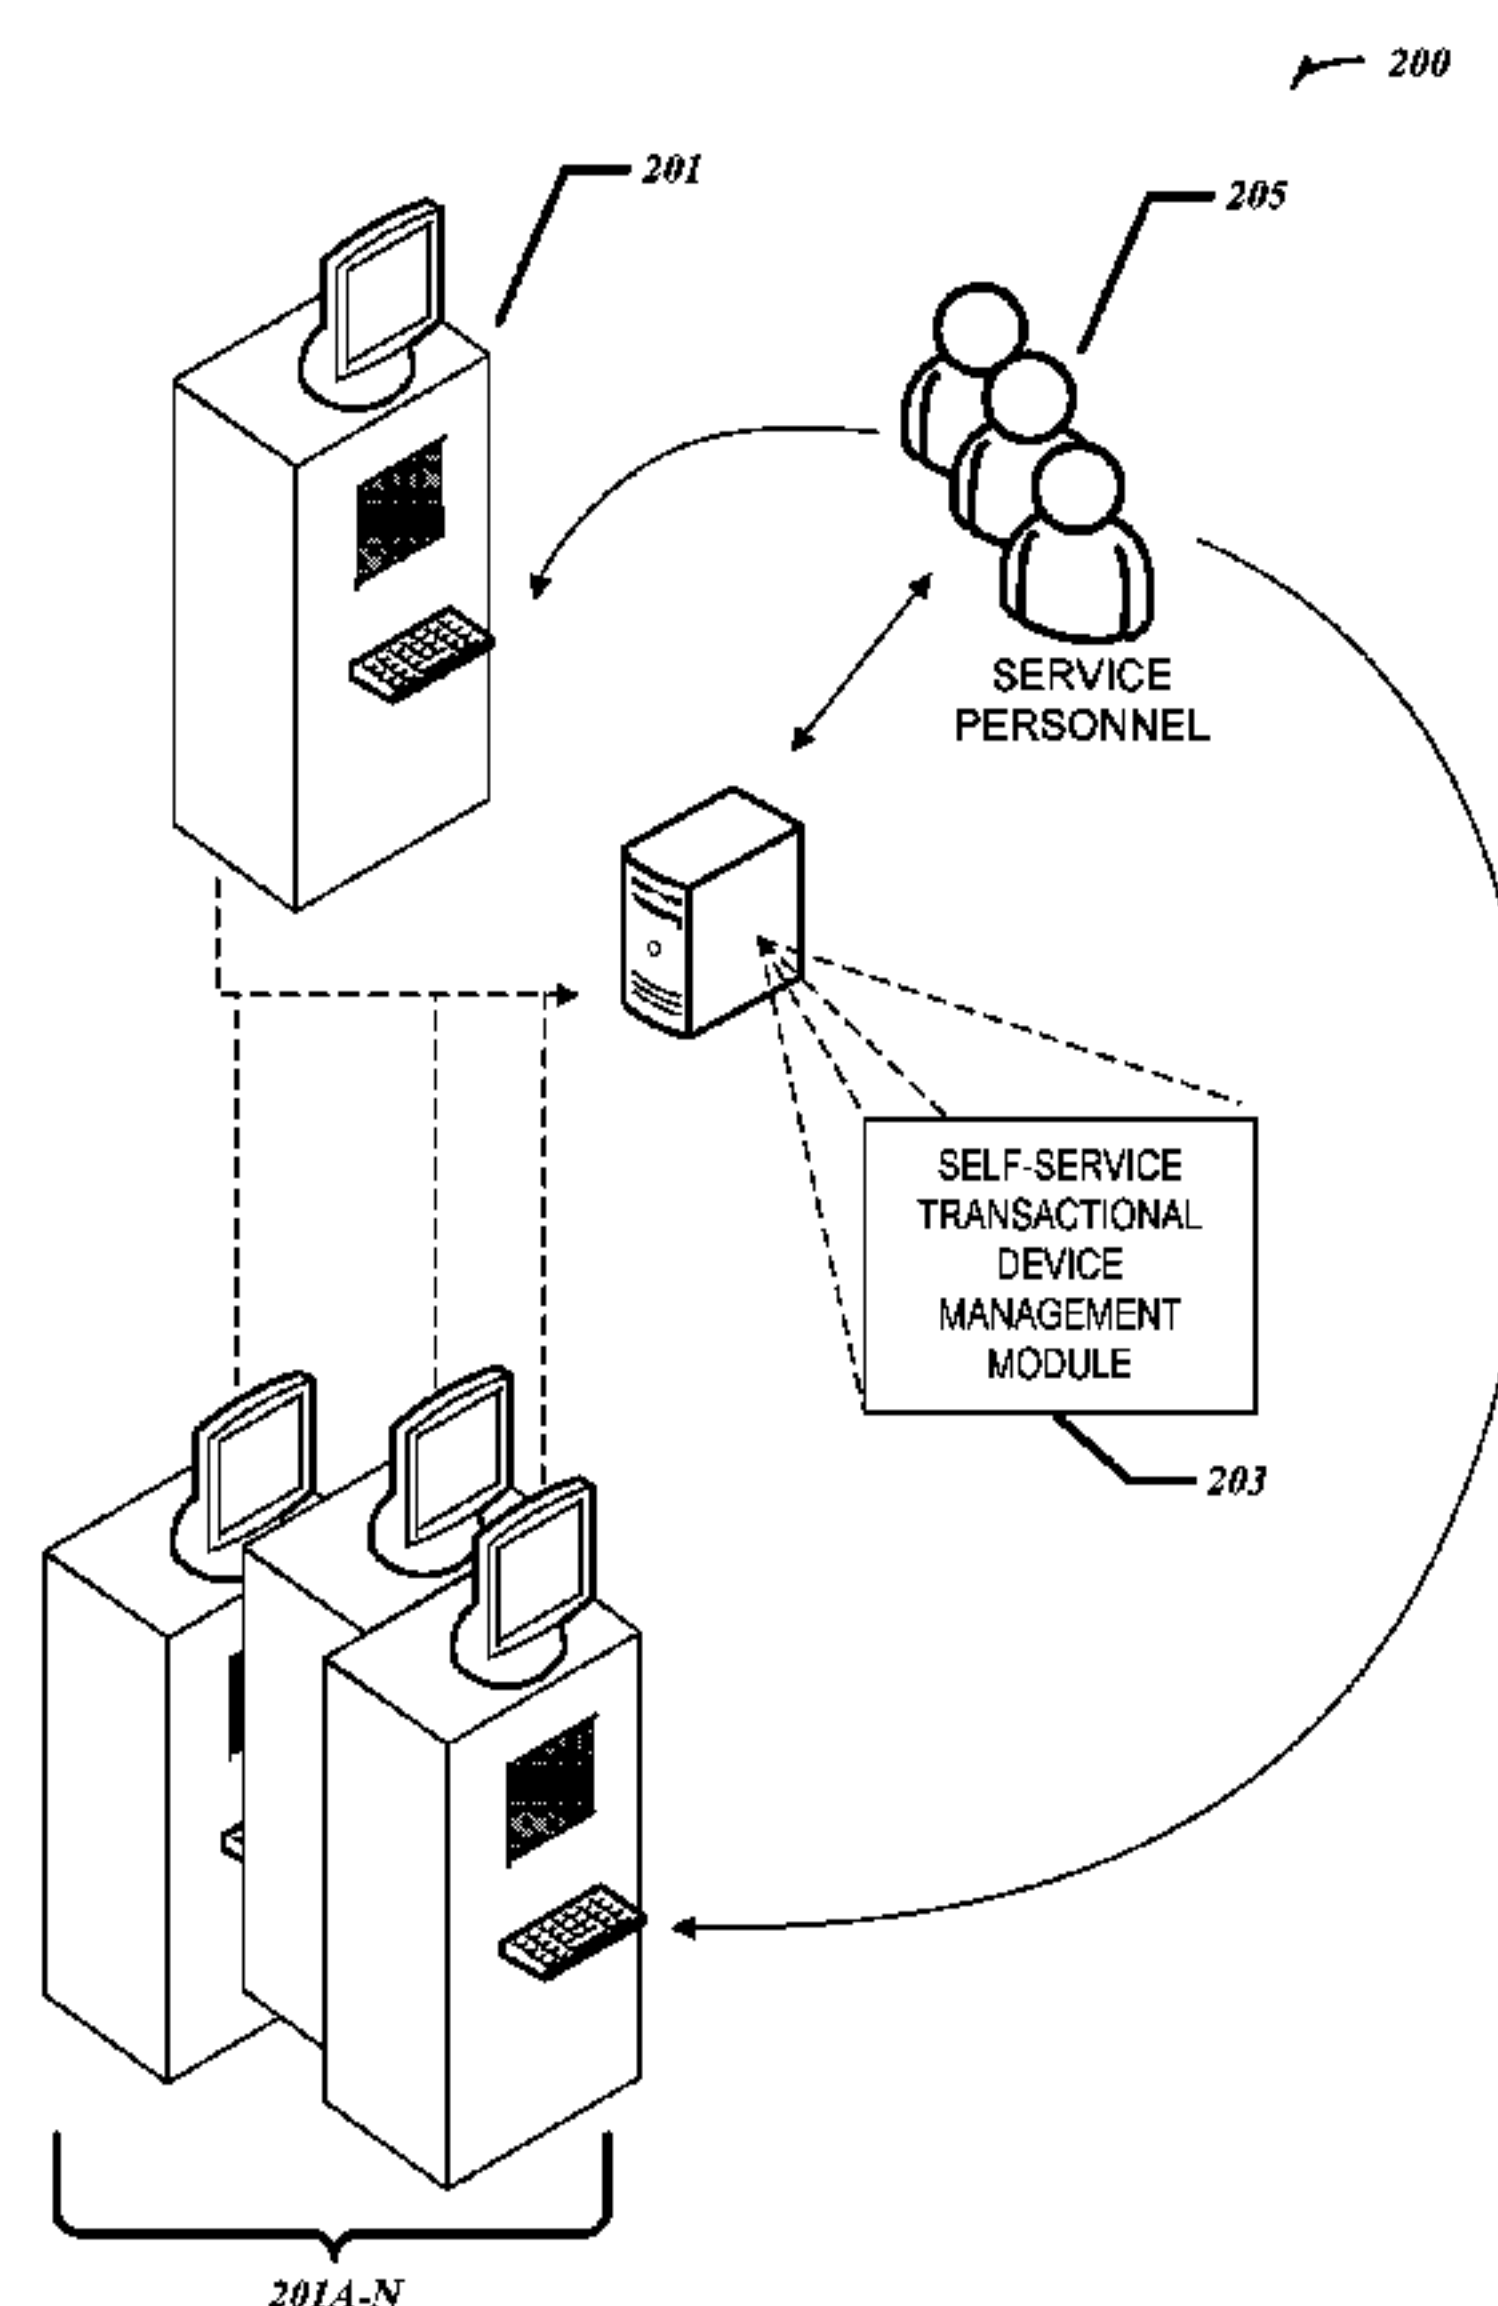 200
201
205
SERVICE
PERSONNEL
SELF-SERVICE
TRANSACTIONAL
DEVICE
MANAGEMENT
MODULE
203
201A-N